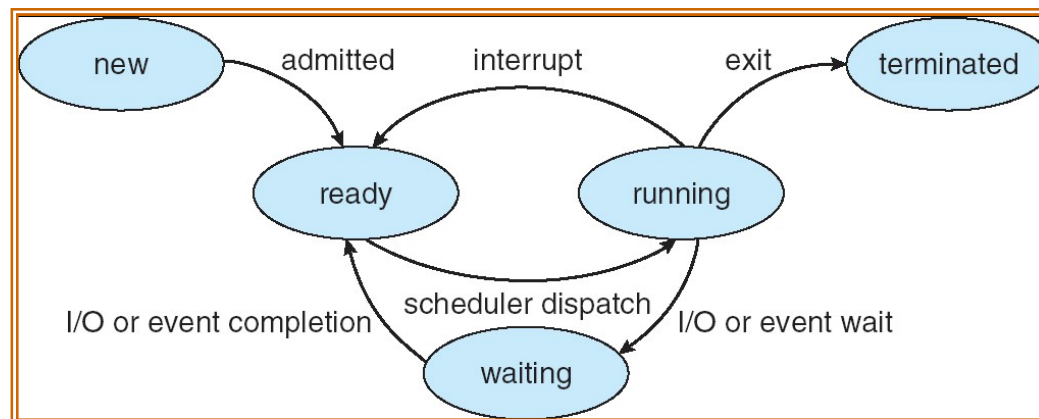 new
admitted
interrupt
exit
terminated
ready
running
scheduler dispatch
I/O or event completion
I/O or event wait
waiting